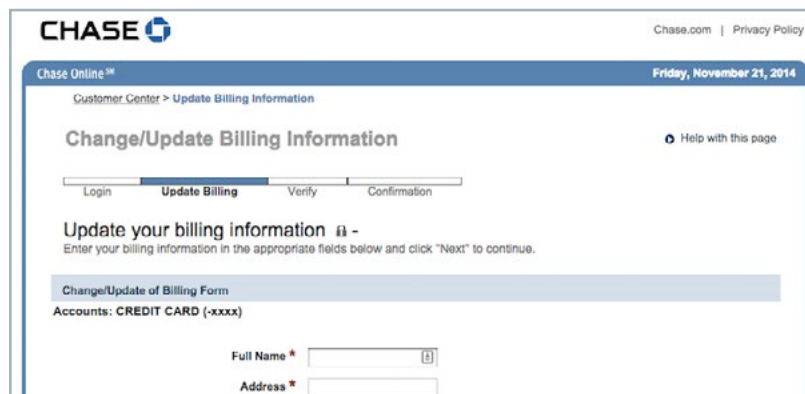 CHASE
Chase.com | Privacy Policy
Chase Online℠
Friday, November 21, 2014
Customer Center > Update Billing Information
Change/Update Billing Information
Help with this page
Login Update Billing Verify Confirmation
Update your billing information -
Enter your billing information in the appropriate fields below and click "Next" to continue.
Change/Update of Billing Form
Accounts: CREDIT CARD (-xxxx)
Full Name *
Address *